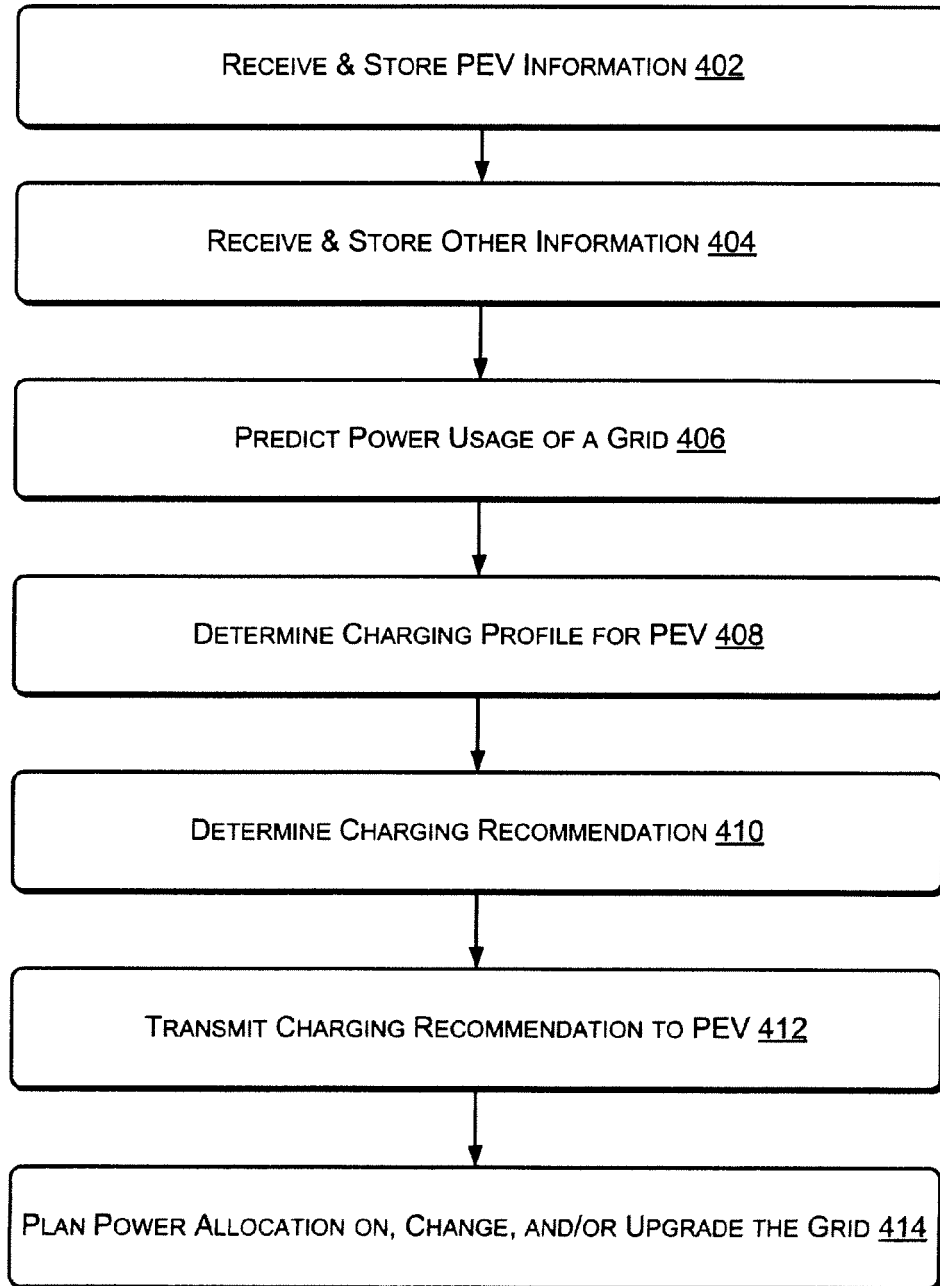 RECEIVE & STORE PEV INFORMATION 402
RECEIVE & STORE OTHER INFORMATION 404
PREDICT POWER USAGE OF A GRID 406
DETERMINE CHARGING PROFILE FOR PEV 408
DETERMINE CHARGING RECOMMENDATION 410
TRANSMIT CHARGING RECOMMENDATION TO PEV 412
PLAN POWER ALLOCATION ON, CHANGE, AND/OR UPGRADE THE GRID 414